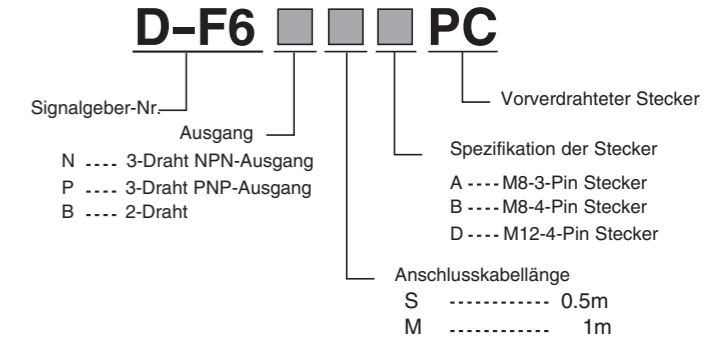 D-F6 PC
Signalgeber-Nr.
Vorverdrahteter Stecker
Ausgang
N ---- 3-Draht NPN-Ausgang
P ---- 3-Draht PNP-Ausgang
B ---- 2-Draht
Spezifikation der Stecker
A ---- M8-3-Pin Stecker
B ---- M8-4-Pin Stecker
D ---- M12-4-Pin Stecker
Anschlusskabellänge
S ------------ 0.5m
M ------------ 1m